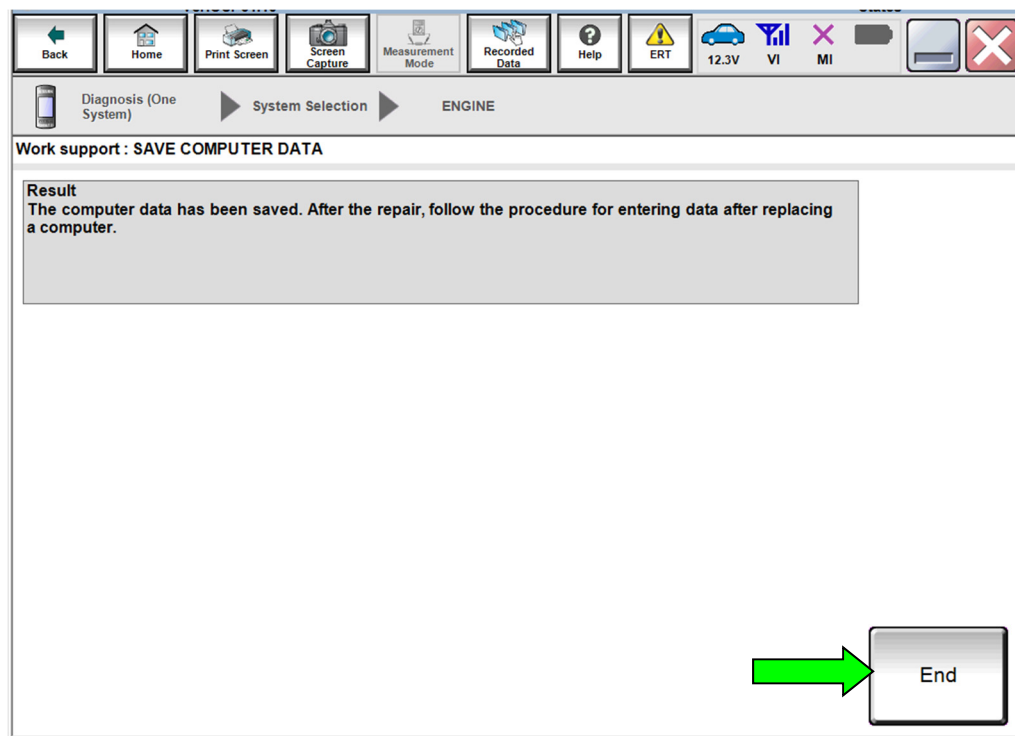 Back
Home
Print Screen
Screen
Capture
Measurement
Mode
Recorded
Data
Help
ERT
12.3V
VI
MI
Diagnosis (One
System)
System Selection
ENGINE
Work support : SAVE COMPUTER DATA
Result
The computer data has been saved. After the repair, follow the procedure for entering data after replacing
a computer.
End